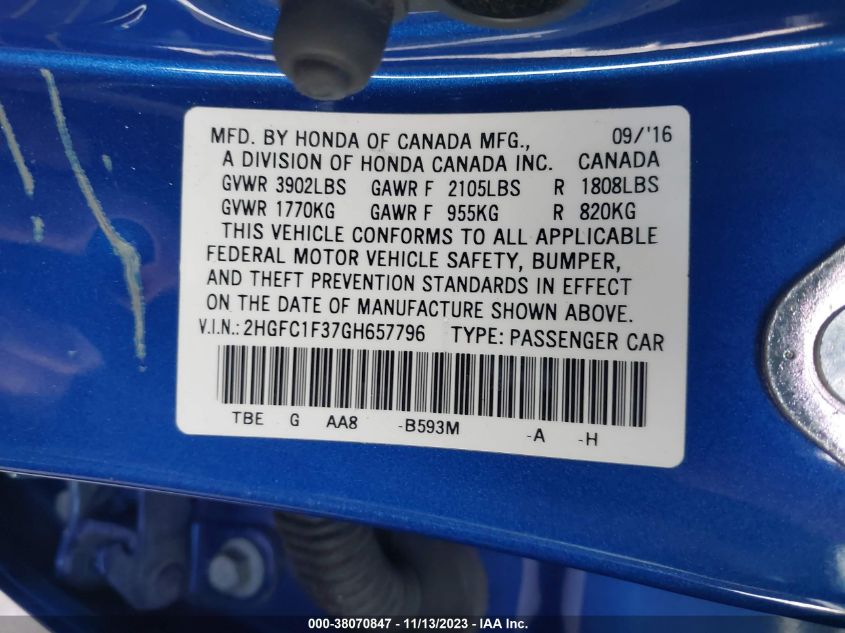 MFD. BY HONDA OF CANADA MFG., 09/'16
A DIVISION OF HONDA CANADA INC. CANADA
GVWR 3902LBS GAWR F 2105LBS R 1808LBS
GVWR 1770KG GAWR F 955KG R 820KG
THIS VEHICLE CONFORMS TO ALL APPLICABLE
FEDERAL MOTOR VEHICLE SAFETY, BUMPER,
AND THEFT PREVENTION STANDARDS IN EFFECT
ON THE DATE OF MANUFACTURE SHOWN ABOVE.
V.I.N.: 2HGFC1F37GH657796 TYPE: PASSENGER CAR
TBE G AA8 -B593M -A -H
000-38070847 | 11/13/2023 | IAA Inc.